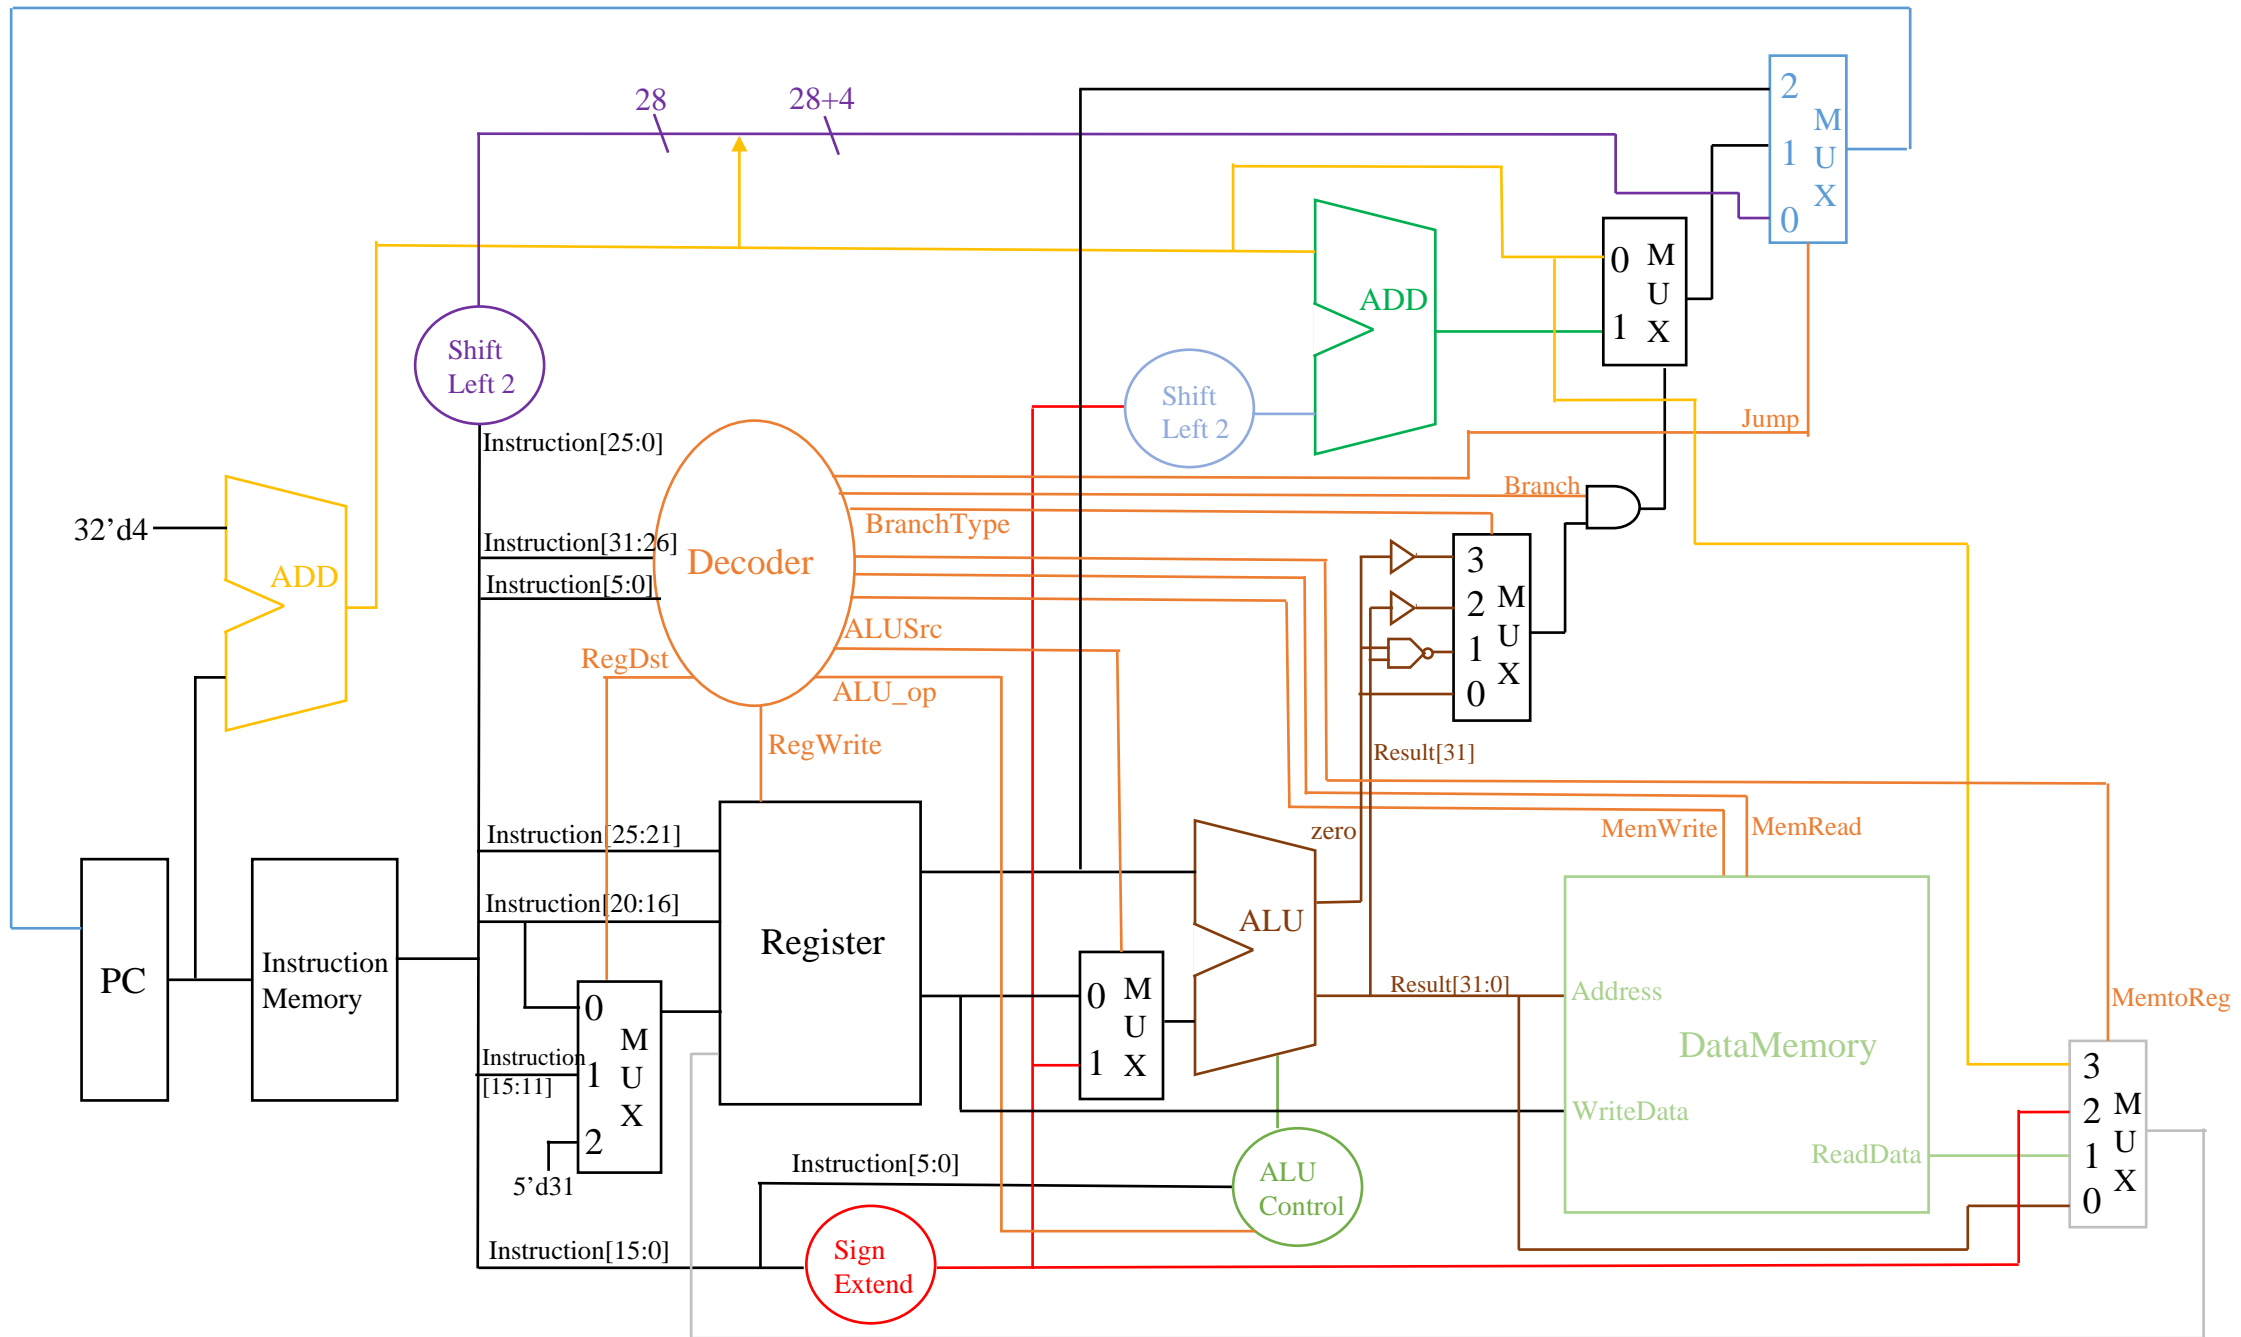 28
28+4
2
M
1
U
X
0
0
M
U
1
X
ADD
Shift
Left 2
Shift
Left 2
Instruction[25:0]
Jump
Branch
BranchType
32'd4
ADD
Instruction[31:26]
Decoder
Instruction[5:0]
3
2
M
1
U
X
0
ALUSrc
RegDst
ALU_op
RegWrite
Result[31]
zero
MemWrite
MemRead
Instruction[25:21]
Instruction[20:16]
Register
ALU
PC
Instruction
Memory
0
M
U
1
X
Result[31:0]
Address
MemtoReg
0
M
Instruction
[15:11]
1
U
X
2
5'd31
DataMemory
WriteData
ReadData
3
2
M
U
1
X
0
Instruction[5:0]
ALU
Control
Instruction[15:0]
Sign
Extend